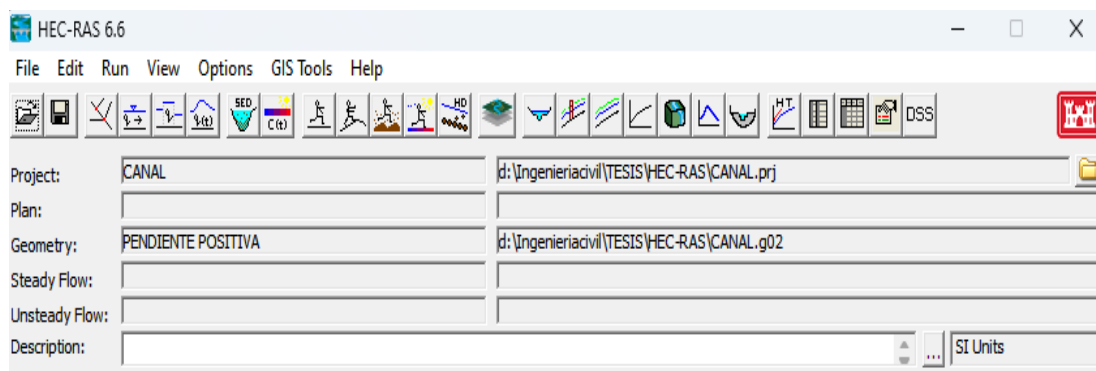 HEC-RAS 6.6
File Edit Run View Options GIS Tools Help
SED C(t) HD HT DSS
Project: CANAL d:\Ingenieriacivil\TESIS\HEC-RAS\CANAL.prj
Plan:
Geometry: PENDIENTE POSITIVA d:\Ingenieriacivil\TESIS\HEC-RAS\CANAL.g02
Steady Flow:
Unsteady Flow:
Description: ... SI Units